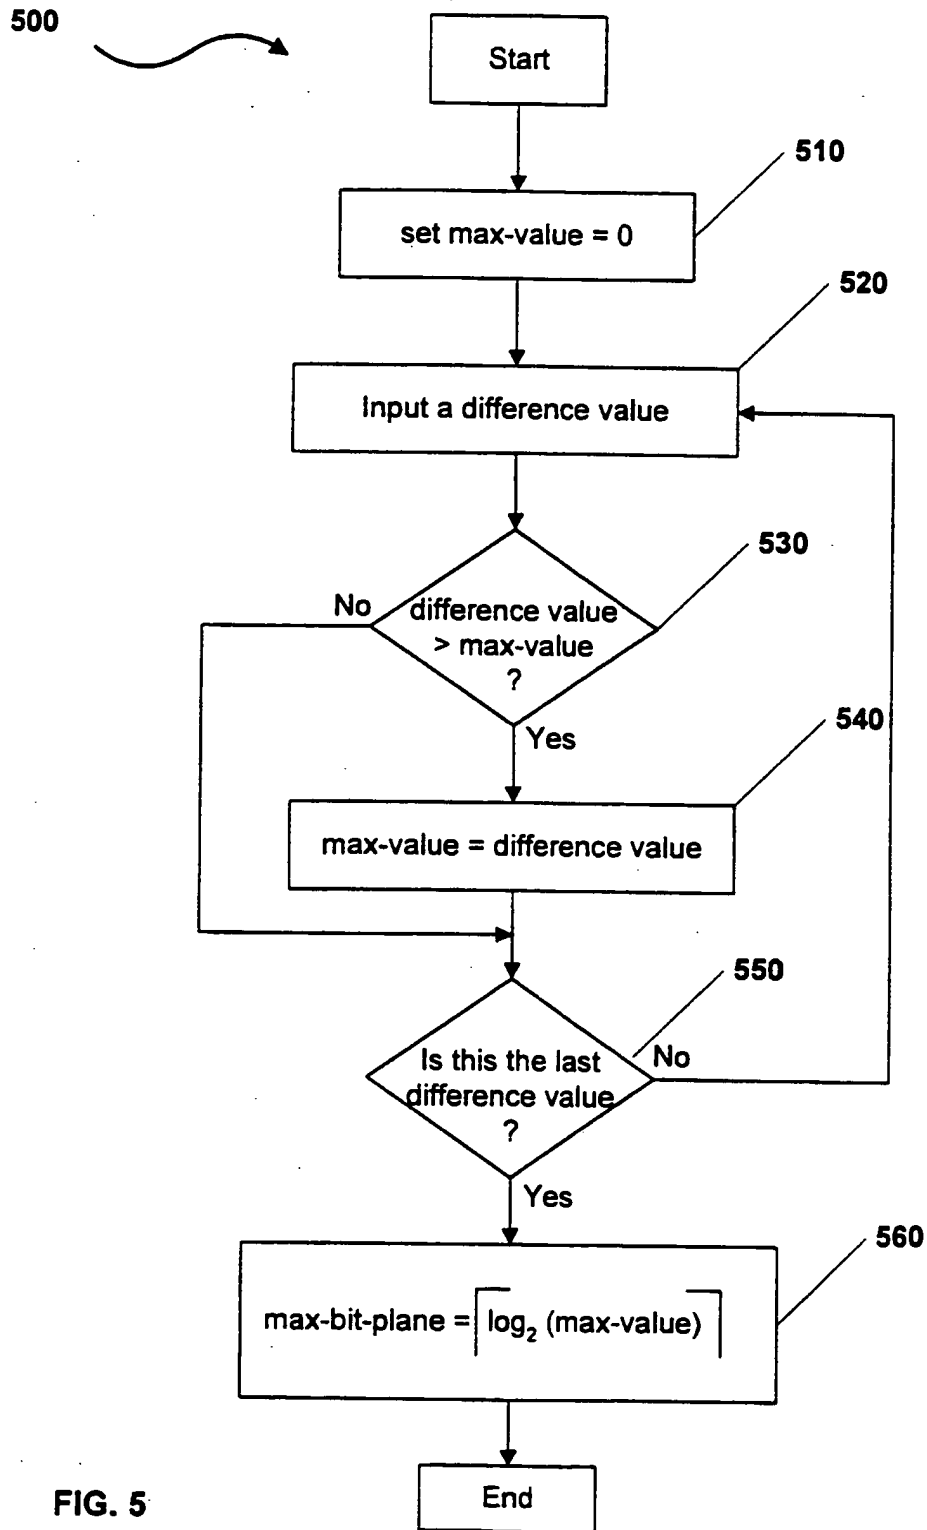 500
Start
510
set max-value = 0
520
Input a difference value
530
No
difference value
> max-value
?
Yes
540
max-value = difference value
550
Is this the last
difference value
?
No
Yes
560
max-bit-plane = ⌈log₂ (max-value)⌉
End
FIG. 5